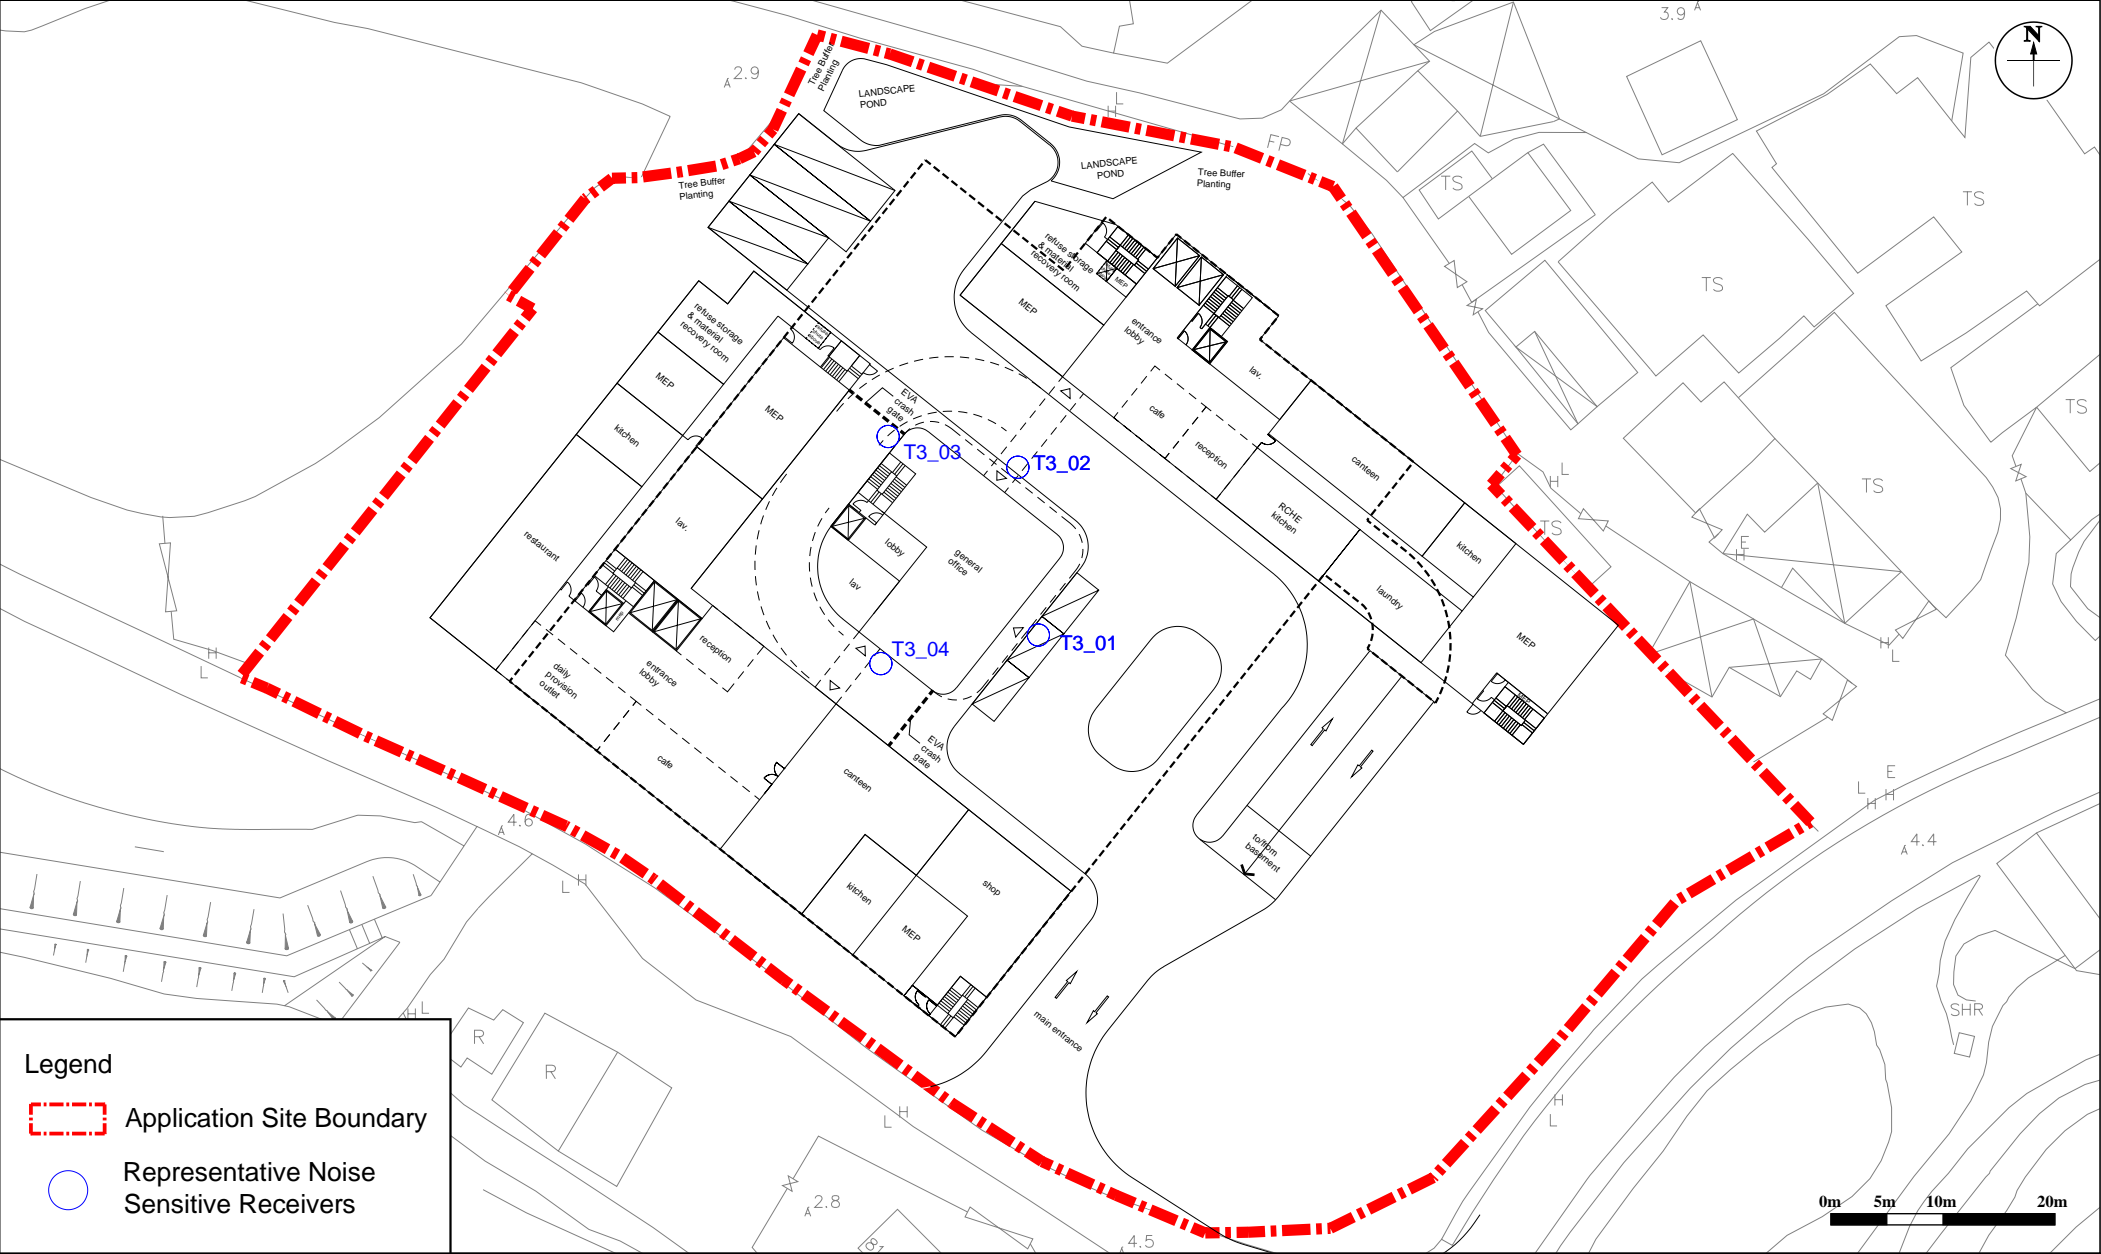 3.9
N
2.9
Tree Buffer
Planting
LANDSCAPE
POND
L
H
FP
LANDSCAPE
POND
Tree Buffer
Planting
Tree Buffer
Planting
TS
TS
TS
TS
TS
TS
refuse storage
& material
recovery room
MEP
MEP
entrance
lobby
lav.
cafe
reception
canteen
RCHE
kitchen
kitchen
laundry
MEP
refuse storage
& material
recovery room
MEP
kitchen
restaurant
MEP
lav.
EVA
crash
gate
T3_03
T3_02
T3_01
T3_04
lobby
lav
general
office
reception
entrance
lobby
daily
provision
outlet
cafe
EVA
crash
gate
canteen
kitchen
MEP
shop
to/from
basement
main entrance
L
H
E
H
H
L
H
L
E
L
H
H
4.4
4.6
L
H
H
L
R
R
SHR
H
L
H
L
2.8
81
4.5
Legend
Application Site Boundary
Representative Noise
Sensitive Receivers
0m 5m 10m 20m